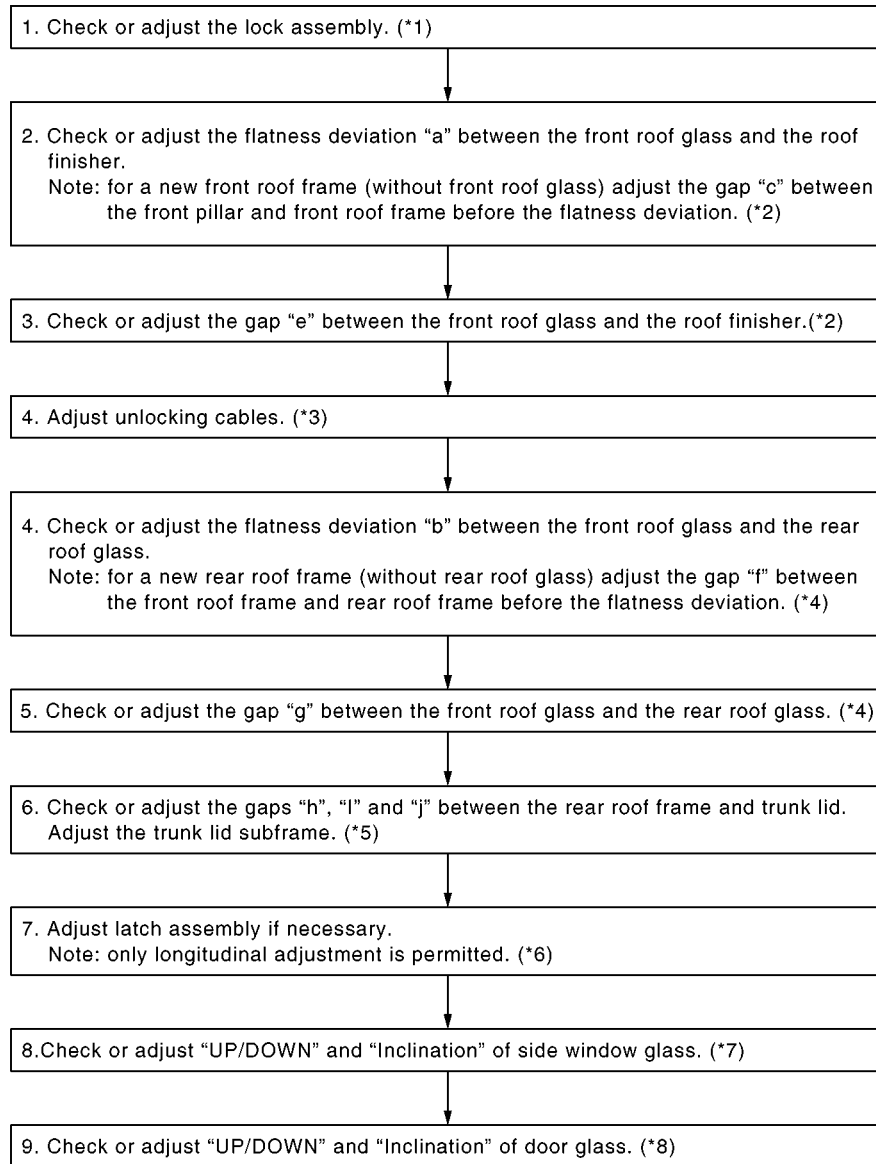 1. Check or adjust the lock assembly. (*1)
2. Check or adjust the flatness deviation “a” between the front roof glass and the roof
finisher.
Note: for a new front roof frame (without front roof glass) adjust the gap “c” between
the front pillar and front roof frame before the flatness deviation. (*2)
3. Check or adjust the gap “e” between the front roof glass and the roof finisher.(*2)
4. Adjust unlocking cables. (*3)
4. Check or adjust the flatness deviation “b” between the front roof glass and the rear
roof glass.
Note: for a new rear roof frame (without rear roof glass) adjust the gap “f” between
the front roof frame and rear roof frame before the flatness deviation. (*4)
5. Check or adjust the gap “g” between the front roof glass and the rear roof glass. (*4)
6. Check or adjust the gaps “h”, “l” and “j” between the rear roof frame and trunk lid.
Adjust the trunk lid subframe. (*5)
7. Adjust latch assembly if necessary.
Note: only longitudinal adjustment is permitted. (*6)
8.Check or adjust “UP/DOWN” and “Inclination” of side window glass. (*7)
9. Check or adjust “UP/DOWN” and “Inclination” of door glass. (*8)